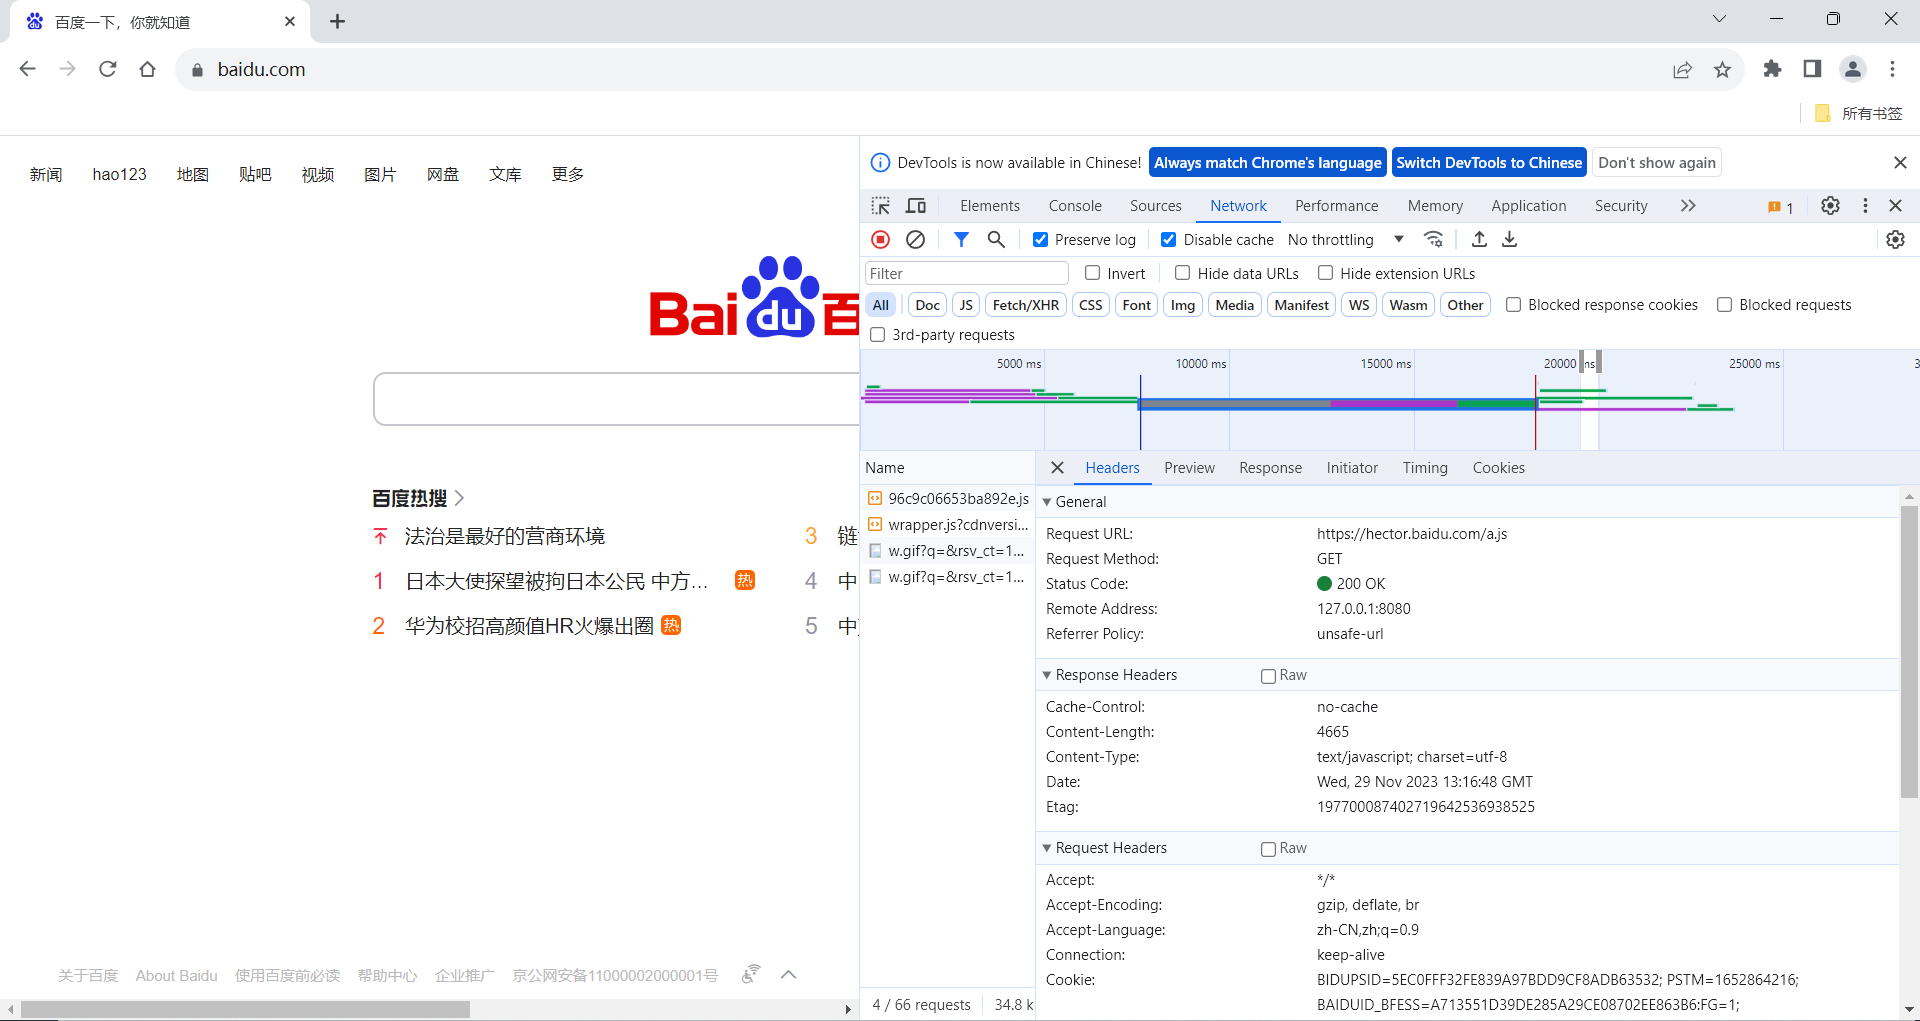 百度一下，你就知道
baidu.com
所有书签
新闻 hao123 地图 贴吧 视频 图片 网盘 文库 更多
Bai du 百
百度热搜
法治是最好的营商环境
1 日本大使探望被拘日本公民 中方... 热
2 华为校招高颜值HR火爆出圈 热
3
4 中
5 中
关于百度 About Baidu 使用百度前必读 帮助中心 企业推广 京公网安备11000002000001号
DevTools is now available in Chinese! Always match Chrome's language Switch DevTools to Chinese Don't show again
Elements Console Sources Network Performance Memory Application Security 1
Preserve log Disable cache No throttling
Filter Invert Hide data URLs Hide extension URLs
All Doc JS Fetch/XHR CSS Font Img Media Manifest WS Wasm Other Blocked response cookies Blocked requests
3rd-party requests
5000 ms 10000 ms 15000 ms 20000 ms 25000 ms 3
Name
96c9c06653ba892e.js
wrapper.js?cdnversi...
w.gif?q=&rsv_ct=1...
w.gif?q=&rsv_ct=1...
4 / 66 requests 34.8 k
Headers Preview Response Initiator Timing Cookies
General
Request URL: https://hector.baidu.com/a.js
Request Method: GET
Status Code: 200 OK
Remote Address: 127.0.0.1:8080
Referrer Policy: unsafe-url
Response Headers Raw
Cache-Control: no-cache
Content-Length: 4665
Content-Type: text/javascript; charset=utf-8
Date: Wed, 29 Nov 2023 13:16:48 GMT
Etag: 197700087402719642536938525
Request Headers Raw
Accept: */*
Accept-Encoding: gzip, deflate, br
Accept-Language: zh-CN,zh;q=0.9
Connection: keep-alive
Cookie: BIDUPSID=5EC0FFF32FE839A97BDD9CF8ADB63532; PSTM=1652864216;
BAIDUID_BFESS=A713551D39DE285A29CE08702EE863B6:FG=1;